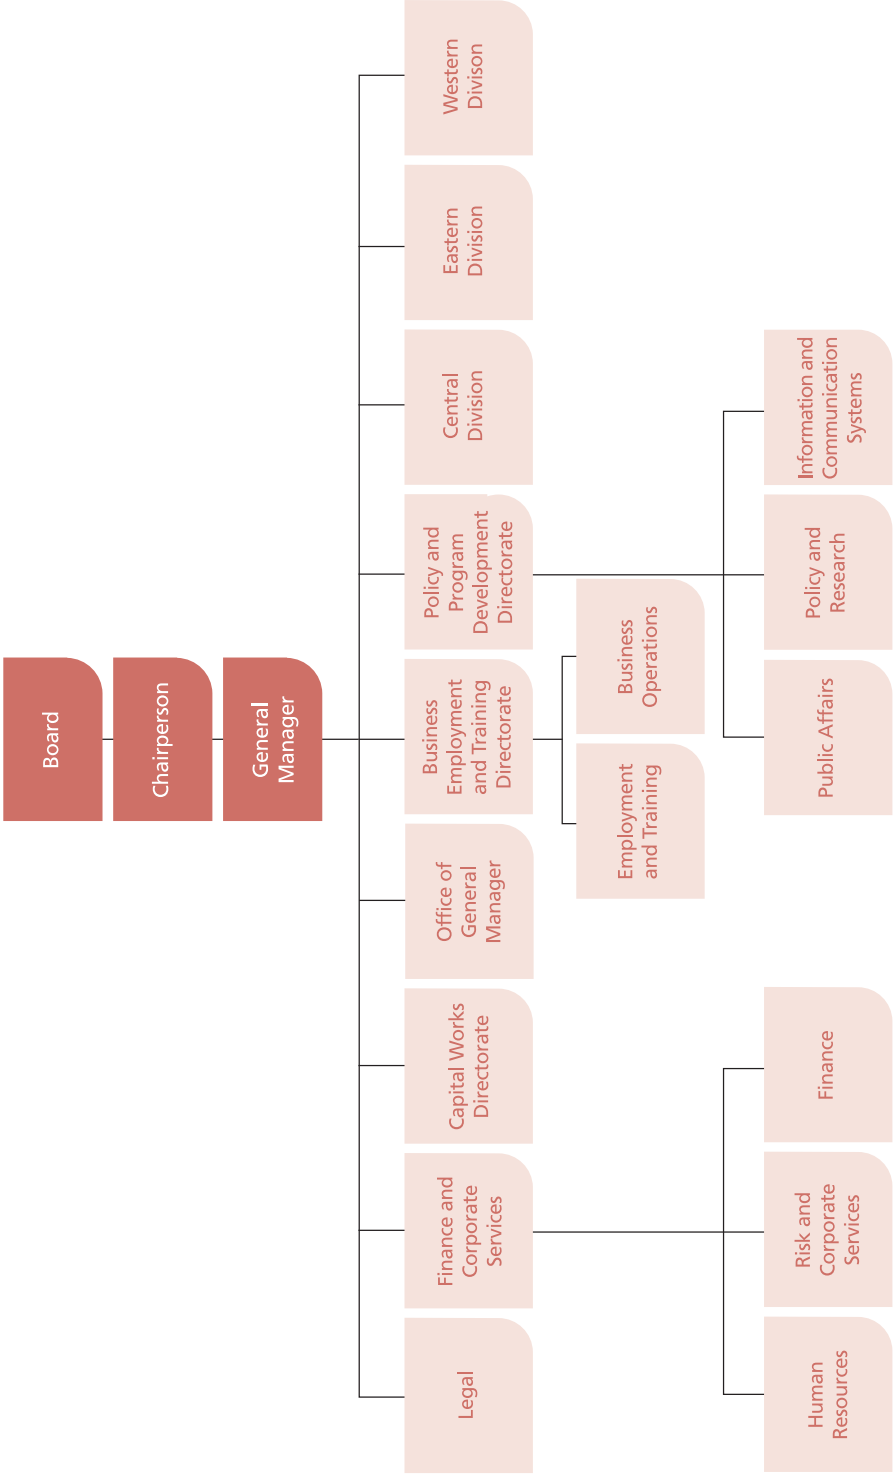 Board
Chairperson
General
Manager
Legal
Finance and
Corporate
Services
Capital Works
Directorate
Office of
General
Manager
Business
Employment
and Training
Directorate
Policy and
Program
Development
Directorate
Central
Division
Eastern
Division
Western
Divison
Employment
and Training
Business
Operations
Human
Resources
Risk and
Corporate
Services
Finance
Public Affairs
Policy and
Research
Information and
Communication
Systems